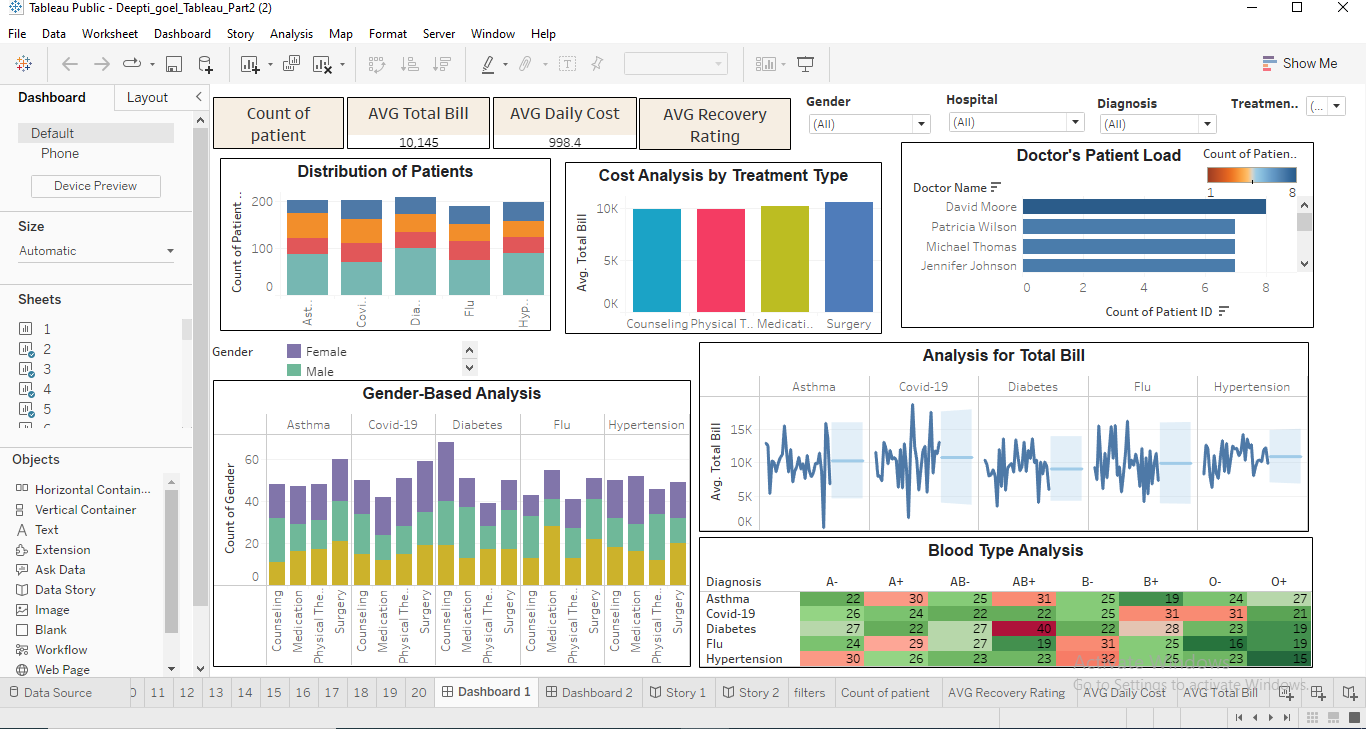 Tableau Public - Deepti_goel_Tableau_Part2 (2)
File Data Worksheet Dashboard Story Analysis Map Format Server Window Help
Show Me
Dashboard Layout
Default
Phone
Device Preview
Size
Automatic
Sheets
1
2
3
4
5
Objects
Horizontal Contain...
Vertical Container
Text
Extension
Ask Data
Data Story
Image
Blank
Workflow
Web Page
Count of
patient
AVG Total Bill
10,145
AVG Daily Cost
998.4
AVG Recovery
Rating
Gender
(All)
Hospital
(All)
Diagnosis
(All)
Treatmen..
(...
Distribution of Patients
Count of Patient ..
200
100
0
Ast..
Covi..
Dia..
Flu
Hyp..
Cost Analysis by Treatment Type
Avg. Total Bill
10K
5K
0K
Counseling Physical T.. Medicati.. Surgery
Doctor's Patient Load
Count of Patien..
1 8
Doctor Name
David Moore
Patricia Wilson
Michael Thomas
Jennifer Johnson
0 2 4 6 8
Count of Patient ID
Gender
Female
Male
Gender-Based Analysis
Asthma Covid-19 Diabetes Flu Hypertension
Count of Gender
60
40
20
0
Counseling Medication Physical The.. Surgery Counseling Medication Physical The.. Surgery Counseling Medication Physical The.. Surgery Counseling Medication Physical The.. Surgery Counseling Medication Physical The.. Surgery
Analysis for Total Bill
Asthma Covid-19 Diabetes Flu Hypertension
Avg. Total Bill
15K
10K
5K
0K
Blood Type Analysis
Diagnosis A- A+ AB- AB+ B- B+ O- O+
Asthma 22 30 25 31 25 19 24 27
Covid-19 26 24 22 22 25 31 31 21
Diabetes 27 22 27 40 22 28 23 19
Flu 24 29 27 19 31 25 16 19
Hypertension 30 26 23 23 32 25 23 15
Activate Windows
Go to Settings to activate Windows.
Data Source 11 12 13 14 15 16 17 18 19 20 Dashboard 1 Dashboard 2 Story 1 Story 2 filters Count of patient AVG Recovery Rating AVG Daily Cost AVG Total Bill